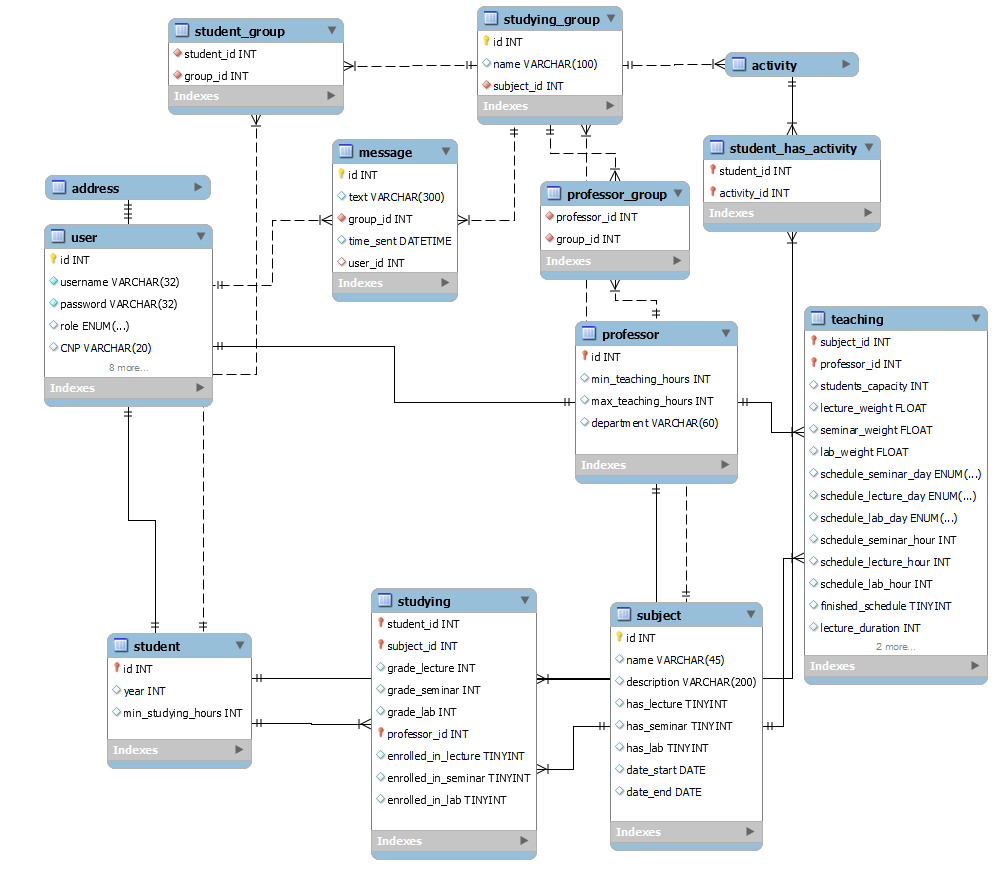 student_group
student_id INT
group_id INT
Indexes
studying_group
id INT
name VARCHAR(100)
subject_id INT
Indexes
activity
student_has_activity
student_id INT
activity_id INT
Indexes
message
id INT
text VARCHAR(300)
group_id INT
time_sent DATETIME
user_id INT
Indexes
professor_group
professor_id INT
group_id INT
Indexes
address
user
id INT
username VARCHAR(32)
password VARCHAR(32)
role ENUM(...)
CNP VARCHAR(20)
8 more...
Indexes
professor
id INT
min_teaching_hours INT
max_teaching_hours INT
department VARCHAR(60)
Indexes
teaching
subject_id INT
professor_id INT
students_capacity INT
lecture_weight FLOAT
seminar_weight FLOAT
lab_weight FLOAT
schedule_seminar_day ENUM(...)
schedule_lecture_day ENUM(...)
schedule_lab_day ENUM(...)
schedule_seminar_hour INT
schedule_lecture_hour INT
schedule_lab_hour INT
finished_schedule TINYINT
lecture_duration INT
2 more...
Indexes
student
id INT
year INT
min_studying_hours INT
Indexes
studying
student_id INT
subject_id INT
grade_lecture INT
grade_seminar INT
grade_lab INT
professor_id INT
enrolled_in_lecture TINYINT
enrolled_in_seminar TINYINT
enrolled_in_lab TINYINT
Indexes
subject
id INT
name VARCHAR(45)
description VARCHAR(200)
has_lecture TINYINT
has_seminar TINYINT
has_lab TINYINT
date_start DATE
date_end DATE
Indexes